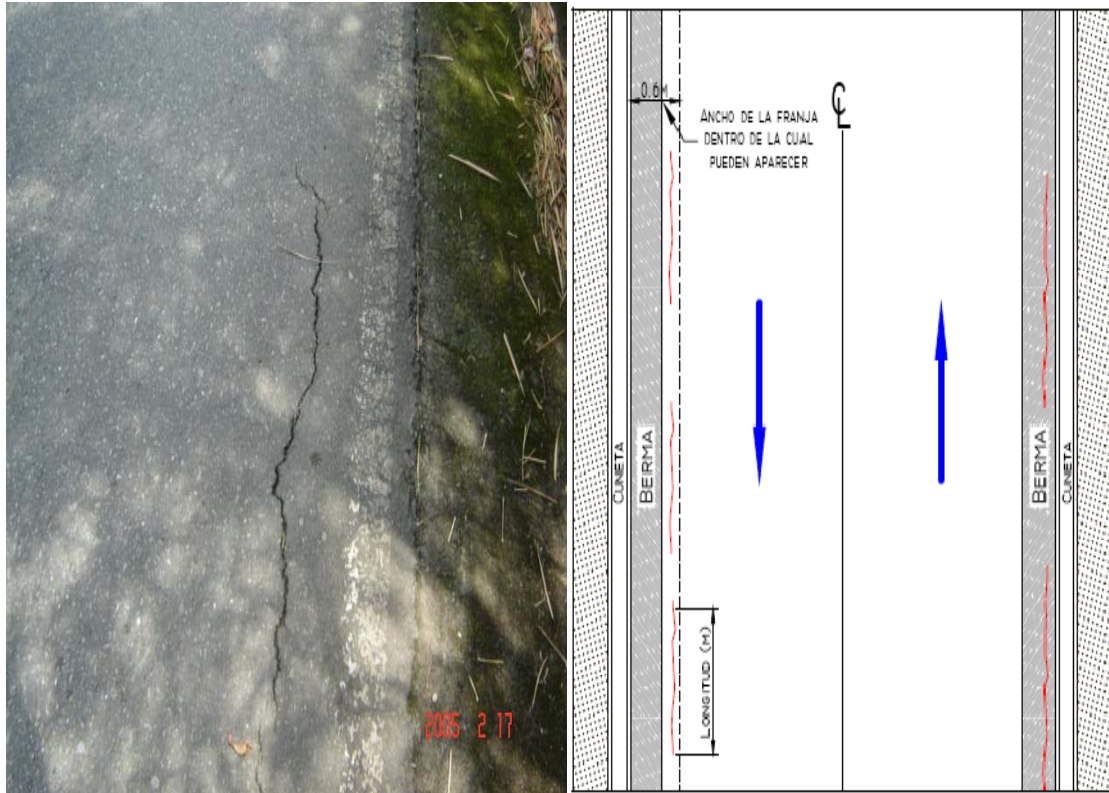 2005 2 17
0.6M
ANCHO DE LA FRANJA
DENTRO DE LA CUAL
PUEDEN APARECER
CL
CUNETA
BERMA
LONGITUD (M)
BERMA
CUNETA